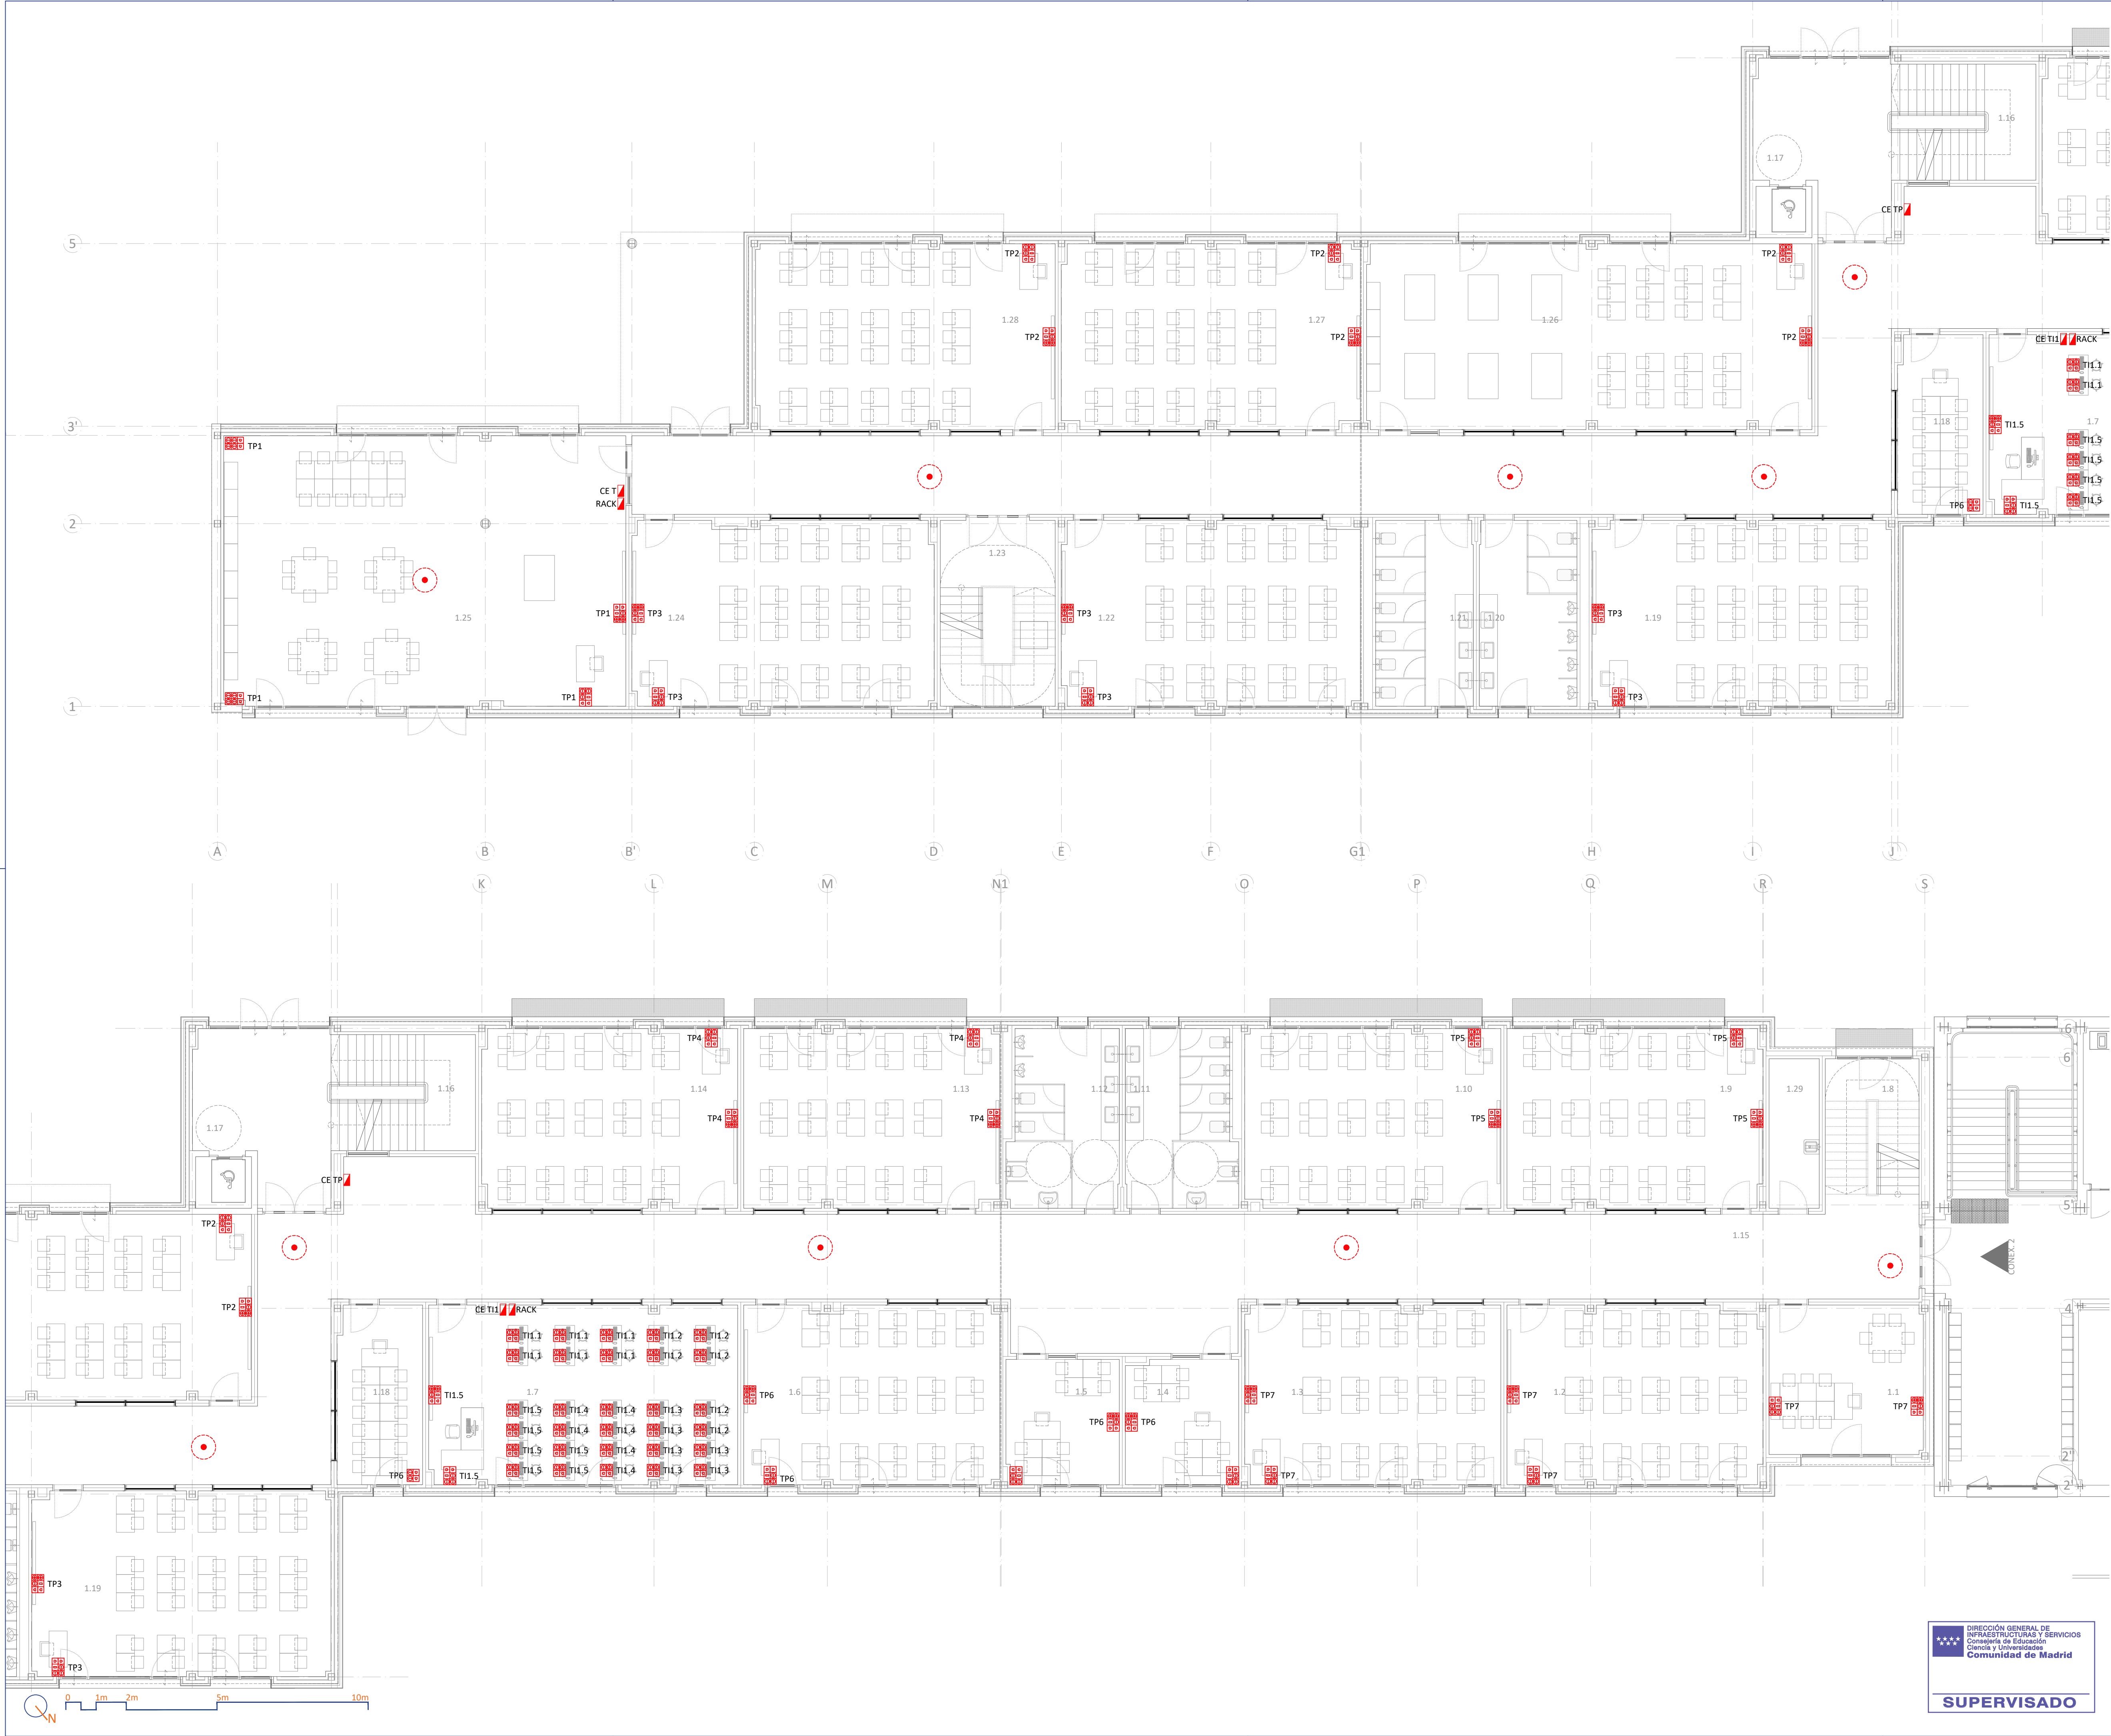 1.16
1.17
CE TP
5
TP2
TP2
TP2
1.28
1.27
1.26
TP2
TP2
TP2
CE TI1
RACK
TI1.1
TI1.1
3'
1.18
TI1.5
1.7
TP1
TI1.5
TI1.5
TI1.5
TI1.5
CE T
RACK
TP6
TI1.5
2
1.23
TP1
TP3
1.24
1.25
TP3
1.22
1.21
1.20
TP3
1.19
TP1
TP1
TP3
TP3
TP3
1
A
B
B'
C
D
E
F
G1
H
I
J
K
L
M
N1
O
P
Q
R
S
6
TP4
TP4
TP5
TP5
6'
1.16
1.14
1.13
1.12
1.11
1.10
1.9
1.29
1.8
TP4
TP4
TP5
TP5
1.17
CE TP
5'
TP2
1.15
CONEX. 2
TP2
CE TI1
RACK
4
TI1.1
TI1.1
TI1.1
TI1.2
TI1.2
TI1.1
TI1.1
TI1.1
TI1.2
TI1.2
1.18
TI1.5
1.7
TP6
1.6
1.5
1.4
TP7
1.3
TP7
1.2
1.1
TI1.5
TI1.4
TI1.4
TI1.3
TI1.2
TP7
TP7
TP6
TP6
TI1.5
TI1.4
TI1.4
TI1.3
TI1.2
TI1.5
TI1.5
TI1.4
TI1.3
TI1.3
2'
TI1.5
TI1.5
TI1.4
TI1.3
TI1.3
TP6
TI1.5
TP6
TP7
TP7
2'
TP3
1.19
TP3
N
0
1m
2m
5m
10m
DIRECCIÓN GENERAL DE
INFRAESTRUCTURAS Y SERVICIOS
Consejería de Educación
Ciencia y Universidades
Comunidad de Madrid
SUPERVISADO